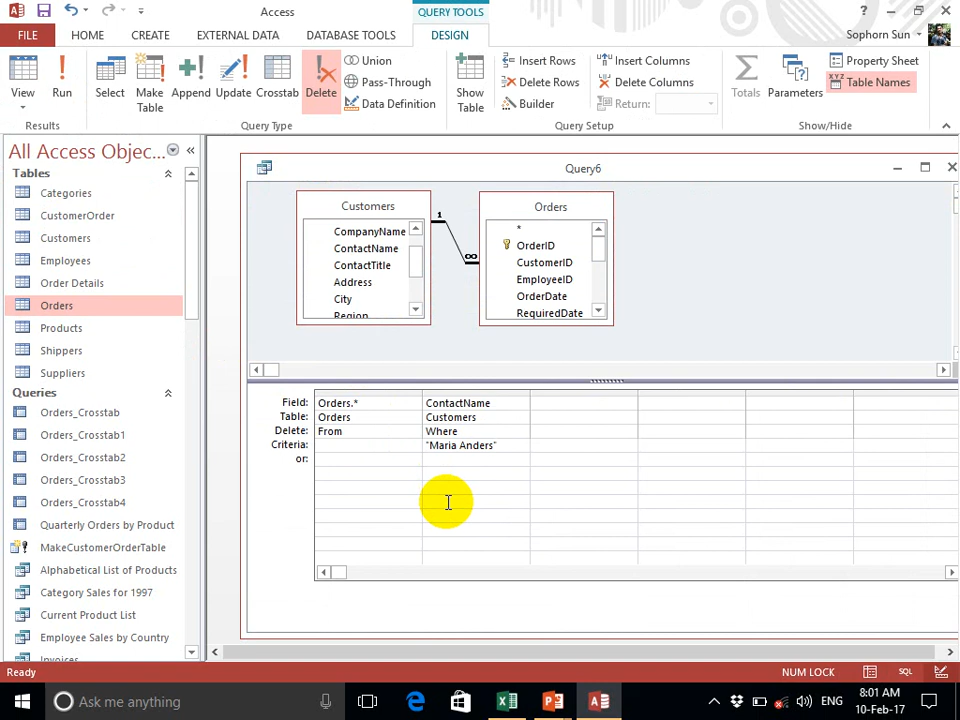 Access
QUERY TOOLS
FILE
HOME
CREATE
EXTERNAL DATA
DATABASE TOOLS
DESIGN
Sophorn Sun
View
Run
Select
Make Table
Append
Update
Crosstab
Delete
Union
Pass-Through
Data Definition
Show Table
Insert Rows
Delete Rows
Builder
Insert Columns
Delete Columns
Return:
Totals
Parameters
Property Sheet
XYZ Table Names
Results
Query Type
Query Setup
Show/Hide
All Access Objec...
Tables
Categories
CustomerOrder
Customers
Employees
Order Details
Orders
Products
Shippers
Suppliers
Queries
Orders_Crosstab
Orders_Crosstab1
Orders_Crosstab2
Orders_Crosstab3
Orders_Crosstab4
Quarterly Orders by Product
MakeCustomerOrderTable
Alphabetical List of Products
Category Sales for 1997
Current Product List
Employee Sales by Country
Invoices
Query6
Customers
CompanyName
ContactName
ContactTitle
Address
City
Region
1
∞
Orders
*
OrderID
CustomerID
EmployeeID
OrderDate
RequiredDate
Field: Orders.* ContactName
Table: Orders Customers
Delete: From Where
Criteria: "Maria Anders"
or:
Ready
NUM LOCK
SQL
Ask me anything
ENG
8:01 AM
10-Feb-17